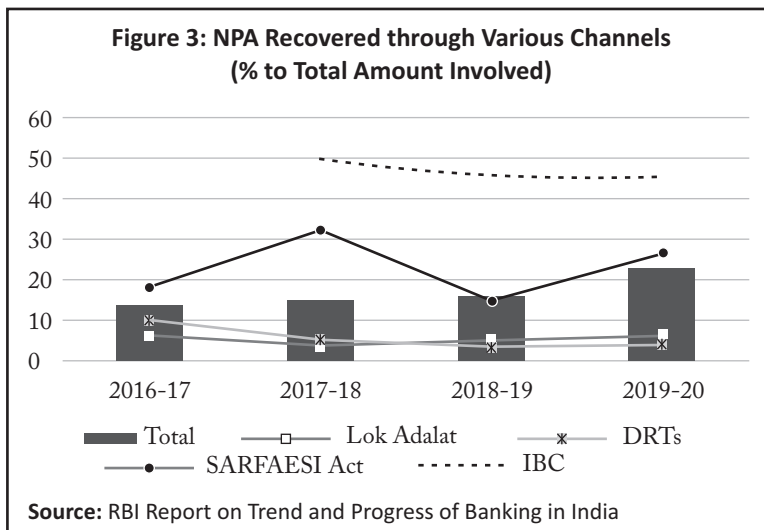 Figure 3: NPA Recovered through Various Channels
(% to Total Amount Involved)
60
50
40
30
20
10
0
2016-17 2017-18 2018-19 2019-20
Total Lok Adalat DRTs
SARFAESI Act IBC
Source: RBI Report on Trend and Progress of Banking in India